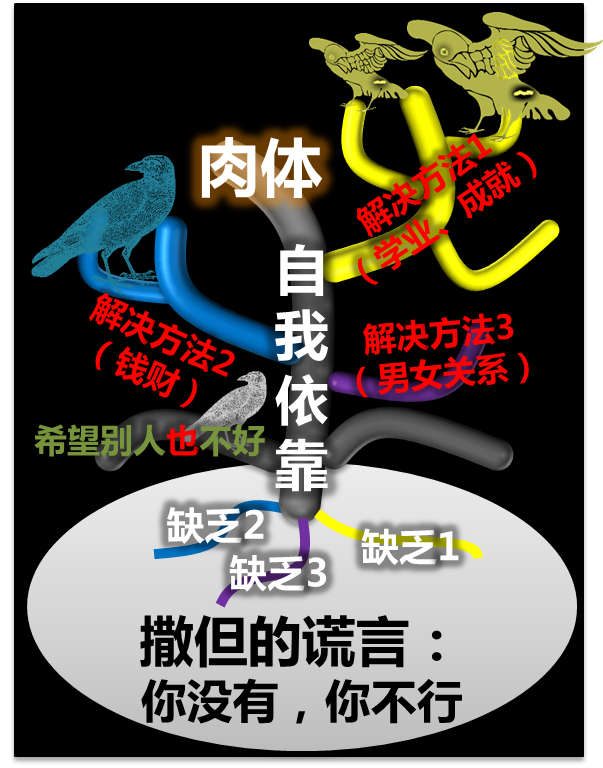 肉体
自我依靠
解决方法1
（学业、成就）
解决方法2
（钱财）
解决方法3
（男女关系）
希望别人也不好
缺乏2
缺乏1
缺乏3
撒但的谎言：
你没有，你不行